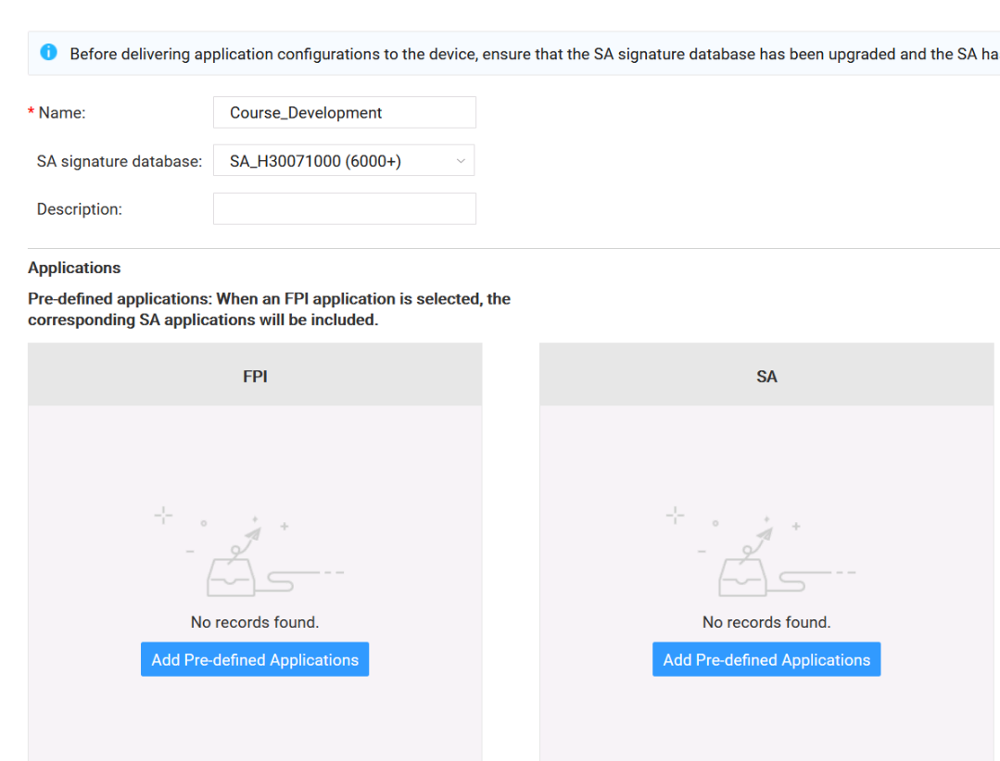 Before delivering application configurations to the device, ensure that the SA signature database has been upgraded and the SA ha
* Name: Course_Development
SA signature database: SA_H30071000 (6000+)
Description:
Applications
Pre-defined applications: When an FPI application is selected, the
corresponding SA applications will be included.
FPI
SA
No records found.
Add Pre-defined Applications
No records found.
Add Pre-defined Applications